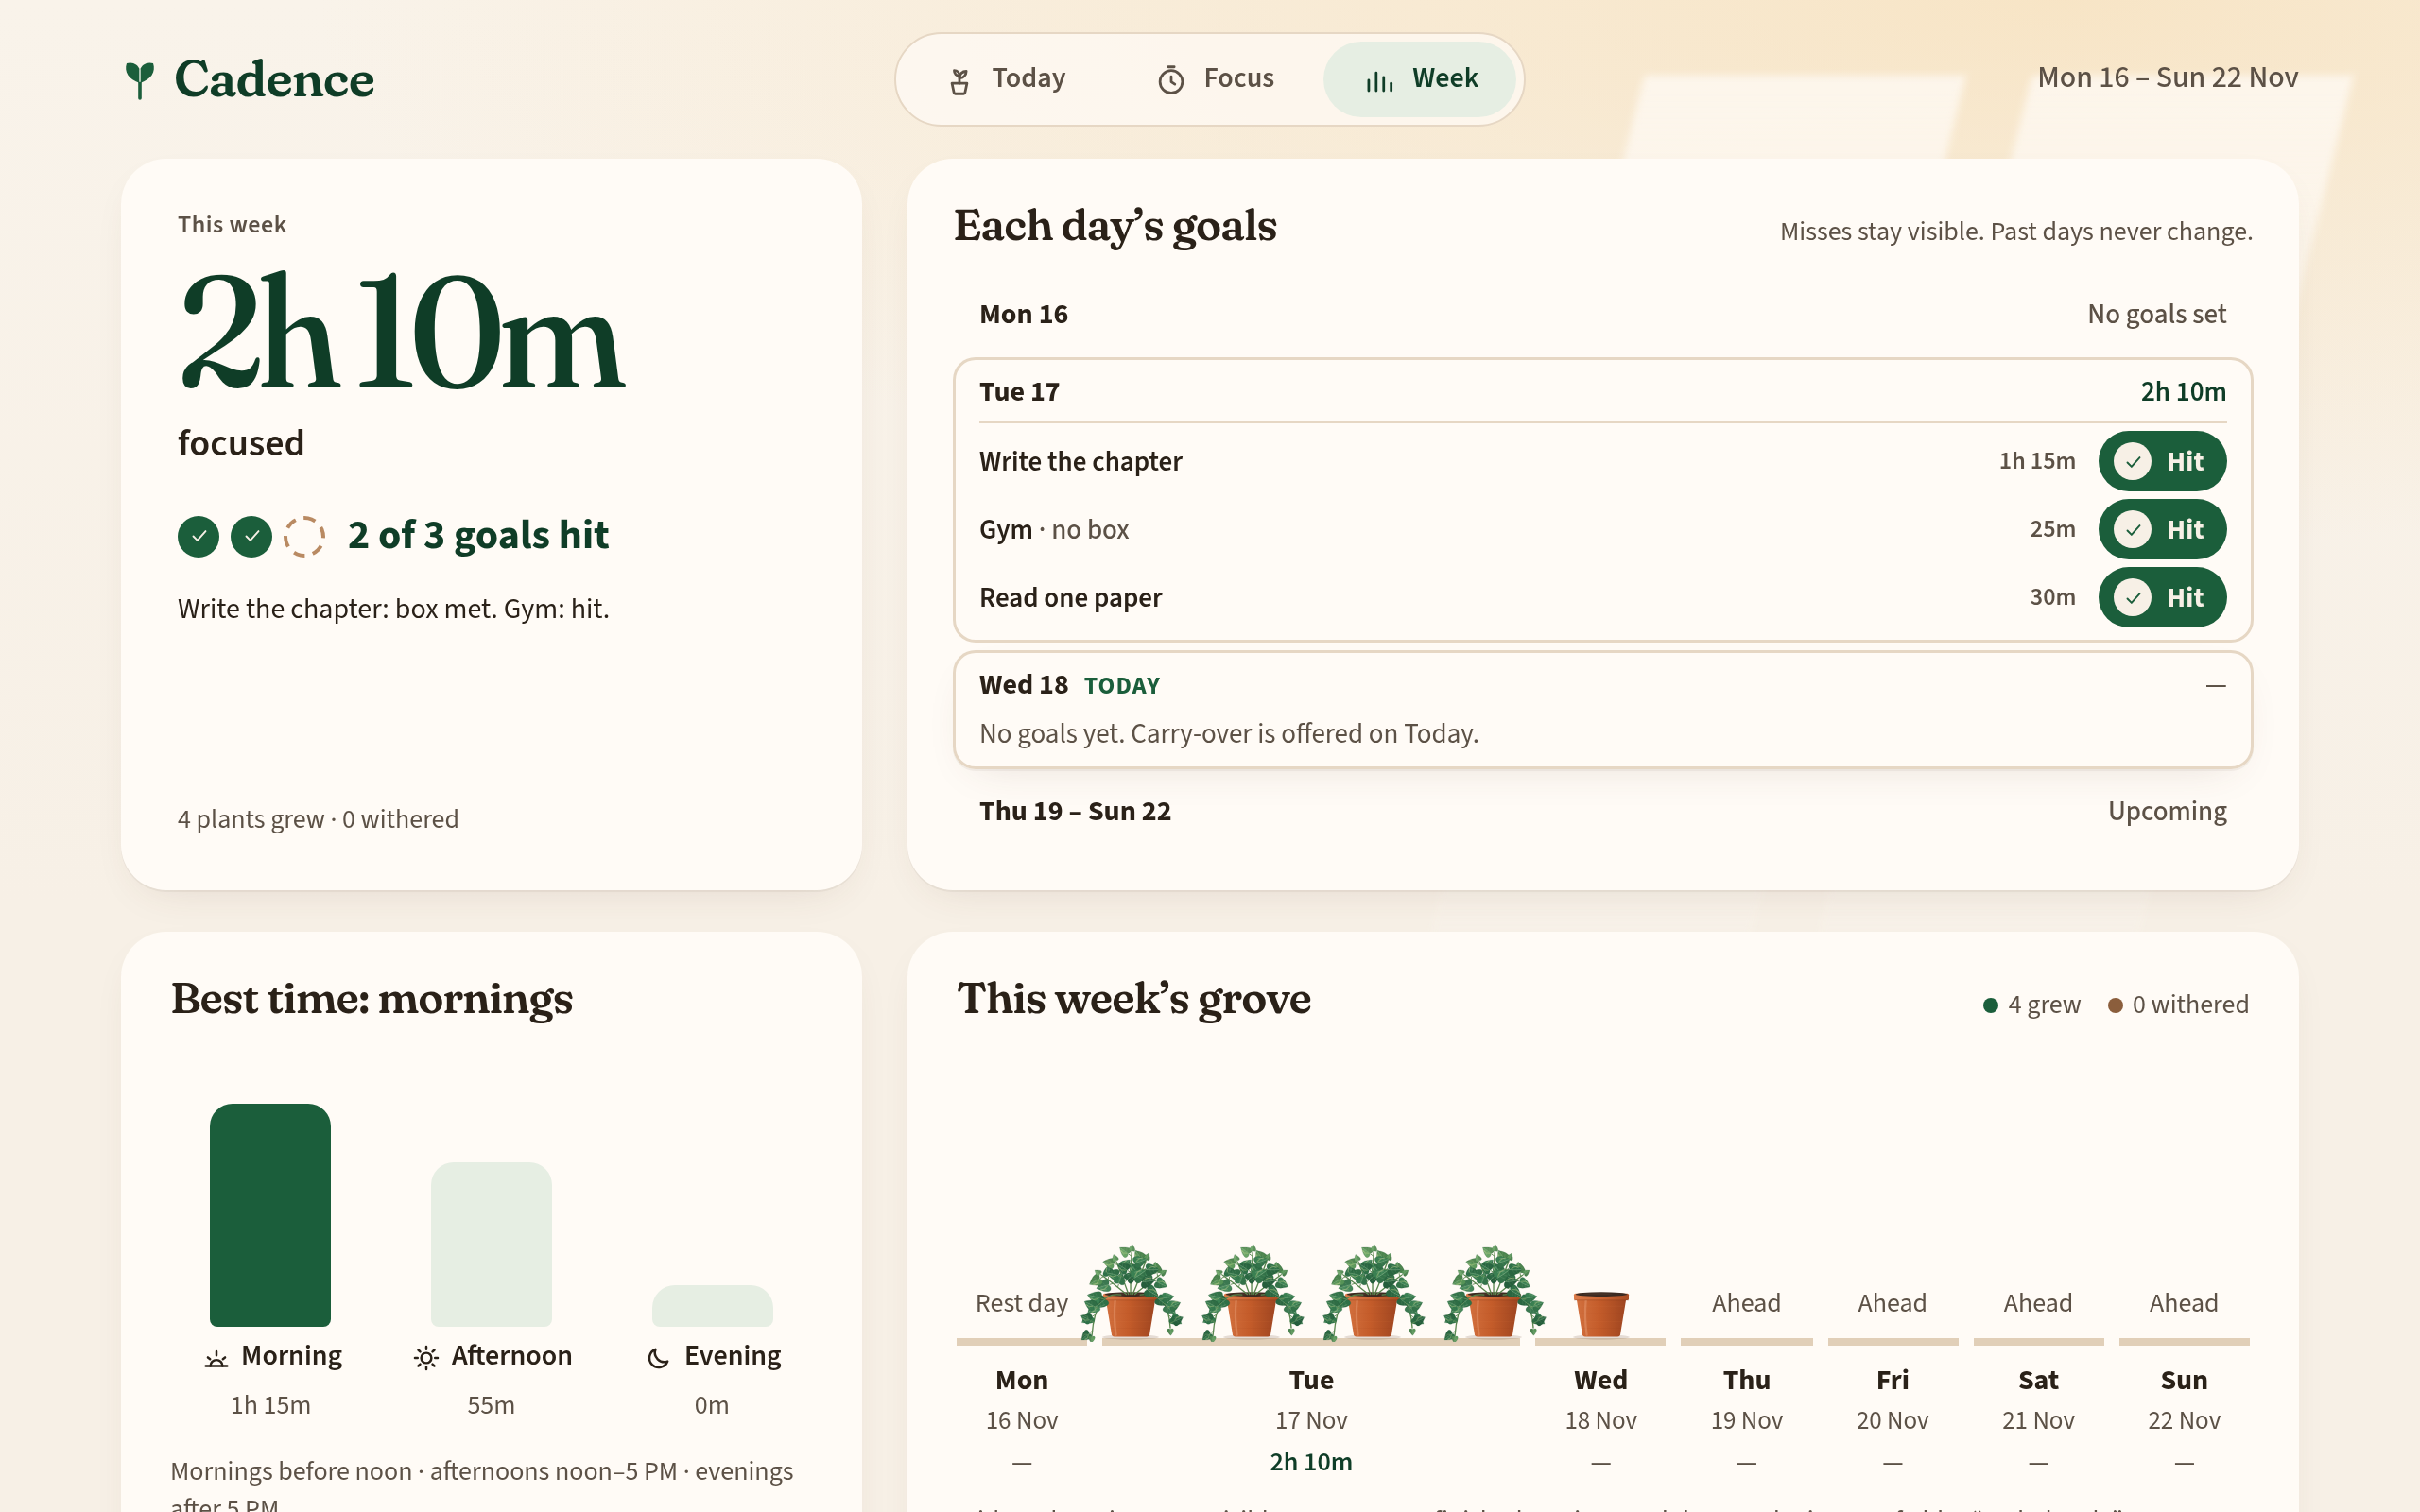 Cadence
Today
Focus
Week
Mon 16 – Sun 22 Nov
This week
2h 10m
focused
2 of 3 goals hit
Write the chapter: box met. Gym: hit.
4 plants grew · 0 withered
Each day’s goals
Misses stay visible. Past days never change.
Mon 16
No goals set
Tue 17
2h 10m
Write the chapter
1h 15m
Hit
Gym · no box
25m
Hit
Read one paper
30m
Hit
Wed 18 TODAY
—
No goals yet. Carry-over is offered on Today.
Thu 19 – Sun 22
Upcoming
Best time: mornings
Morning
Afternoon
Evening
1h 15m
55m
0m
Mornings before noon · afternoons noon–5 PM · evenings
after 5 PM
This week’s grove
4 grew
0 withered
Rest day
Ahead
Ahead
Ahead
Ahead
Mon
Tue
Wed
Thu
Fri
Sat
Sun
16 Nov
17 Nov
18 Nov
19 Nov
20 Nov
21 Nov
22 Nov
—
2h 10m
—
—
—
—
—